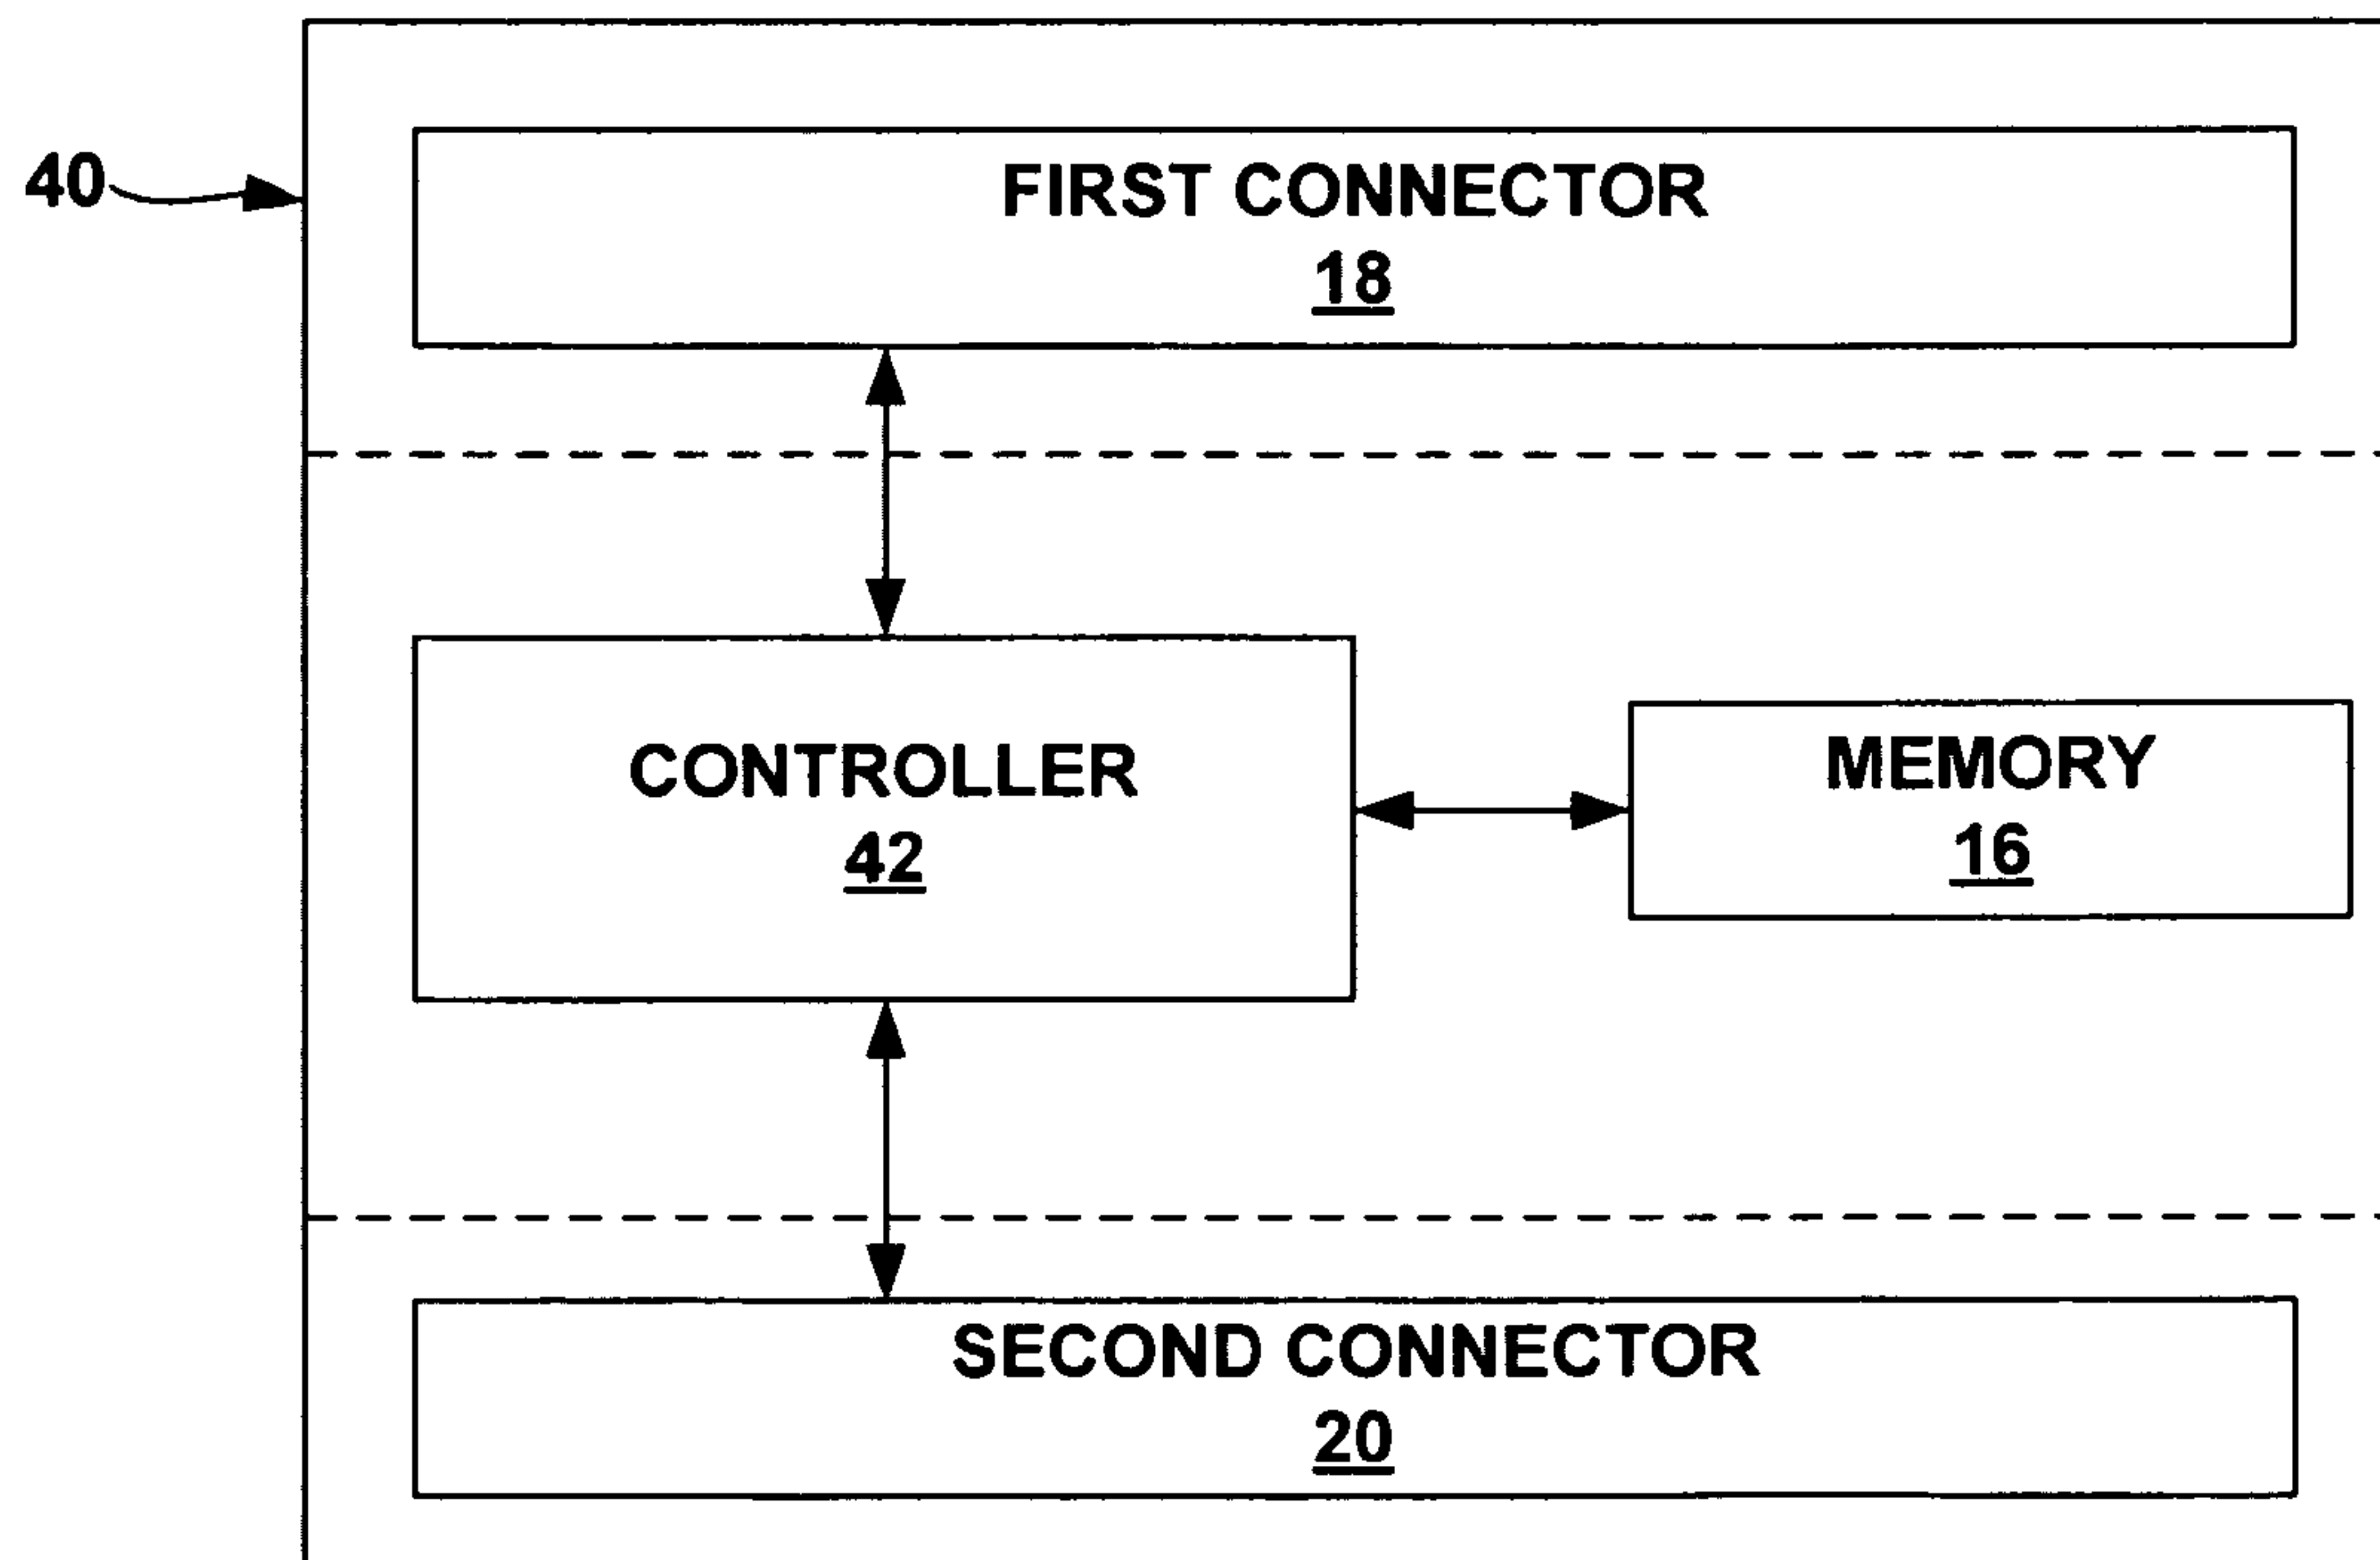 40
FIRST CONNECTOR
18
CONTROLLER
42
MEMORY
16
SECOND CONNECTOR
20